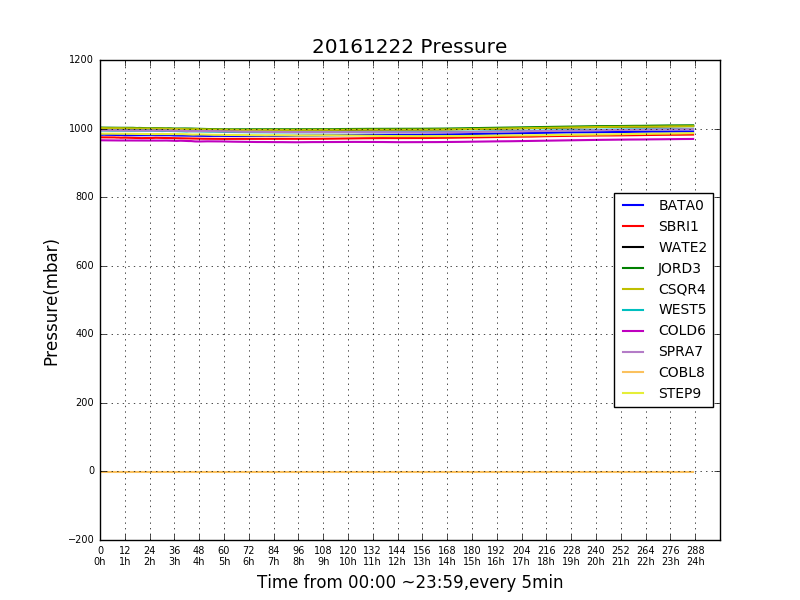 20161222 Pressure
1200
1000
800
600
400
200
0
−200
Pressure(mbar)
BATA0
SBRI1
WATE2
JORD3
CSQR4
WEST5
COLD6
SPRA7
COBL8
STEP9
0 12 24 36 48 60 72 84 96 108 120 132 144 156 168 180 192 204 216 228 240 252 264 276 288
0h 1h 2h 3h 4h 5h 6h 7h 8h 9h 10h 11h 12h 13h 14h 15h 16h 17h 18h 19h 20h 21h 22h 23h 24h
Time from 00:00 ~23:59,every 5min